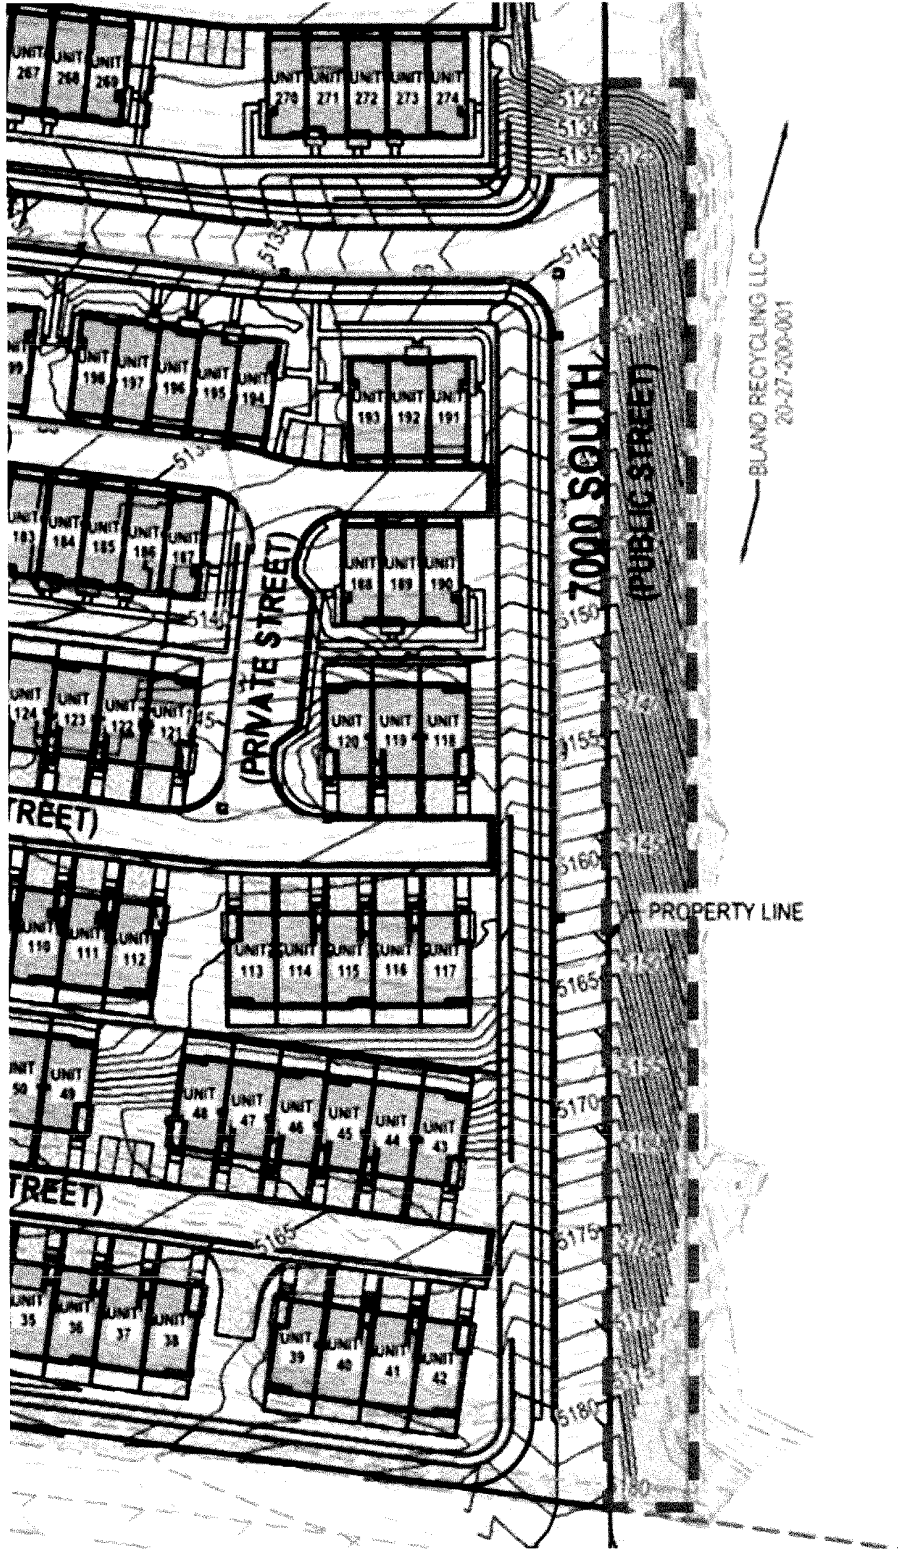 UNIT 267
UNIT 268
UNIT 269
UNIT 270
UNIT 271
UNIT 272
UNIT 273
UNIT 274
5125
5130
5135
5125
5135
5140
UNIT 198
UNIT 197
UNIT 196
UNIT 195
UNIT 194
UNIT 193
UNIT 192
UNIT 191
7000 SOUTH
(PUBLIC STREET)
BLAND RECYCLING LLC
20-27-200-001
UNIT 183
UNIT 184
UNIT 185
UNIT 186
UNIT 187
(PRIVATE STREET)
UNIT 188
UNIT 189
UNIT 190
5150
UNIT 124
UNIT 123
UNIT 122
UNIT 121
UNIT 120
UNIT 119
UNIT 118
5155
TREET)
5160
5145
UNIT 110
UNIT 111
UNIT 112
UNIT 113
UNIT 114
UNIT 115
UNIT 116
UNIT 117
PROPERTY LINE
5150
5165
UNIT 50
UNIT 49
UNIT 48
UNIT 47
UNIT 46
UNIT 45
UNIT 44
UNIT 43
5155
5170
TREET)
5165
5175
UNIT 35
UNIT 36
UNIT 37
UNIT 38
UNIT 39
UNIT 40
UNIT 41
UNIT 42
5180